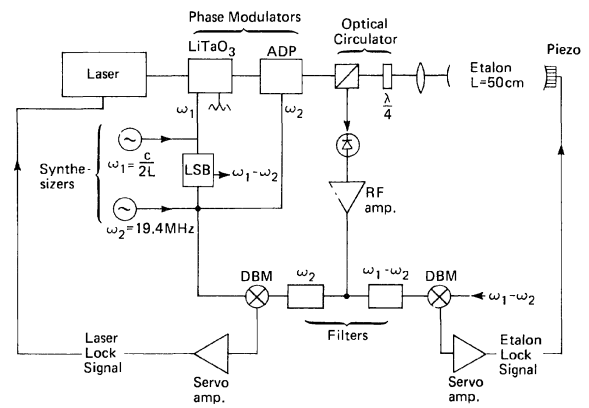 Phase Modulators
Optical
Circulator
LiTaO₃
ADP
Laser
Etalon
L=50cm
Piezo
ω₁
ω₂
λ/4
Synthe-
sizers
ω₁=c/2L
LSB
ω₁-ω₂
ω₂=19.4MHz
RF
amp.
DBM
ω₂
ω₁-ω₂
DBM
ω₁-ω₂
Filters
Laser
Lock
Signal
Servo
amp.
Servo
amp.
Etalon
Lock
Signal